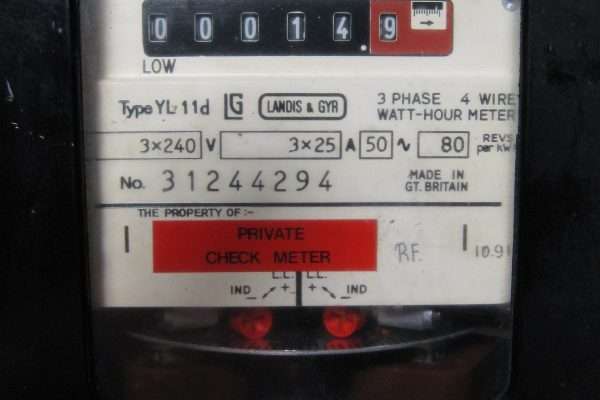 0 0 0 1 4 9
LOW
Type YL 11d LG LANDIS & GYR 3 PHASE 4 WIRE
WATT-HOUR METER
3×240 V 3×25 A 50 ∿ 80 REVS per kW
No. 31244294 MADE IN
GT. BRITAIN
THE PROPERTY OF :-
PRIVATE
CHECK METER
RF. 10.91
L.L. L.L.
IND + + IND